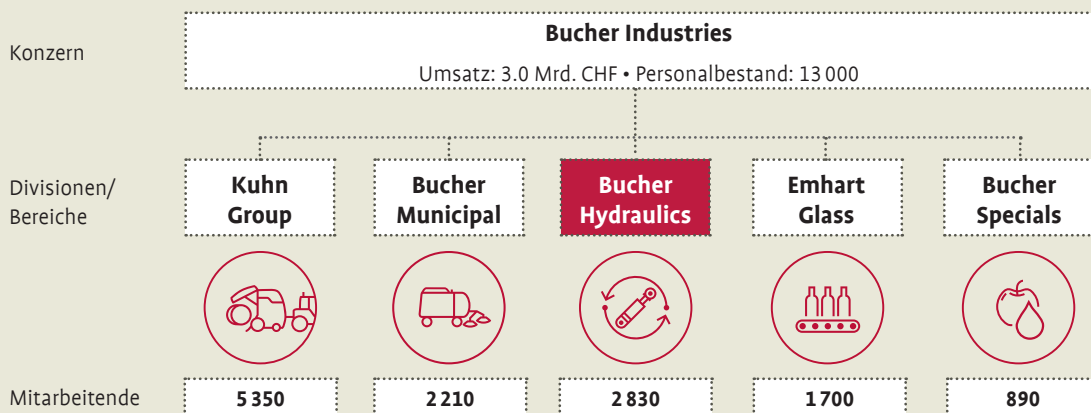 Konzern
Bucher Industries
Umsatz: 3.0 Mrd. CHF • Personalbestand: 13 000
Divisionen/
Bereiche
Kuhn
Group
Bucher
Municipal
Bucher
Hydraulics
Emhart
Glass
Bucher
Specials
Mitarbeitende
5 350
2 210
2 830
1 700
890